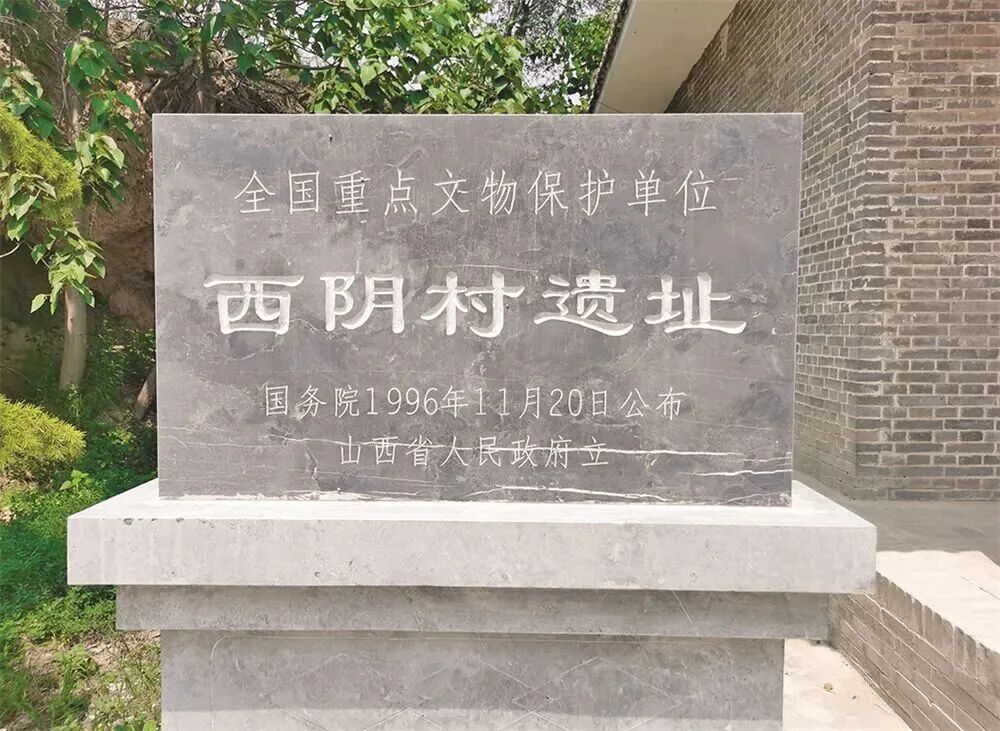 全国重点文物保护单位
西阴村遗址
国务院1996年11月20日公布
山西省人民政府立